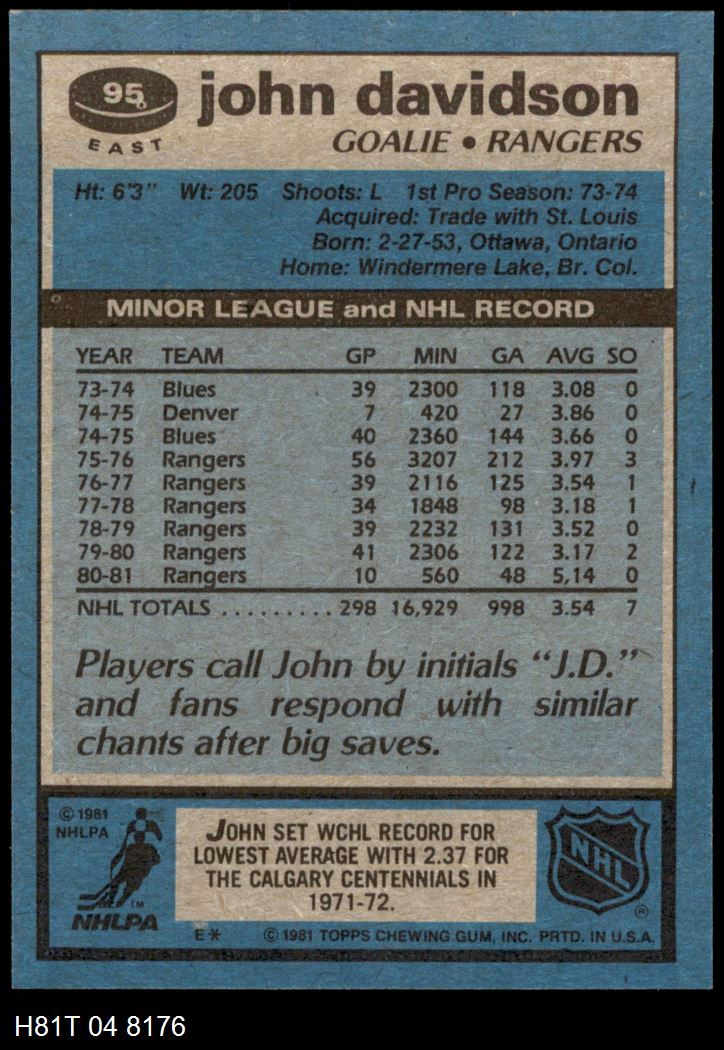 95
EAST
john davidson
GOALIE • RANGERS
Ht: 6'3" Wt: 205 Shoots: L 1st Pro Season: 73-74
Acquired: Trade with St. Louis
Born: 2-27-53, Ottawa, Ontario
Home: Windermere Lake, Br. Col.
MINOR LEAGUE and NHL RECORD
YEAR TEAM GP MIN GA AVG SO
73-74 Blues 39 2300 118 3.08 0
74-75 Denver 7 420 27 3.86 0
74-75 Blues 40 2360 144 3.66 0
75-76 Rangers 56 3207 212 3.97 3
76-77 Rangers 39 2116 125 3.54 1
77-78 Rangers 34 1848 98 3.18 1
78-79 Rangers 39 2232 131 3.52 0
79-80 Rangers 41 2306 122 3.17 2
80-81 Rangers 10 560 48 5,14 0
NHL TOTALS .......... 298 16,929 998 3.54 7
Players call John by initials "J.D."
and fans respond with similar
chants after big saves.
© 1981
NHLPA
TM
NHLPA
JOHN SET WCHL RECORD FOR
LOWEST AVERAGE WITH 2.37 FOR
THE CALGARY CENTENNIALS IN
1971-72.
NHL
®
E* © 1981 TOPPS CHEWING GUM, INC. PRTD. IN U.S.A.
H81T 04 8176